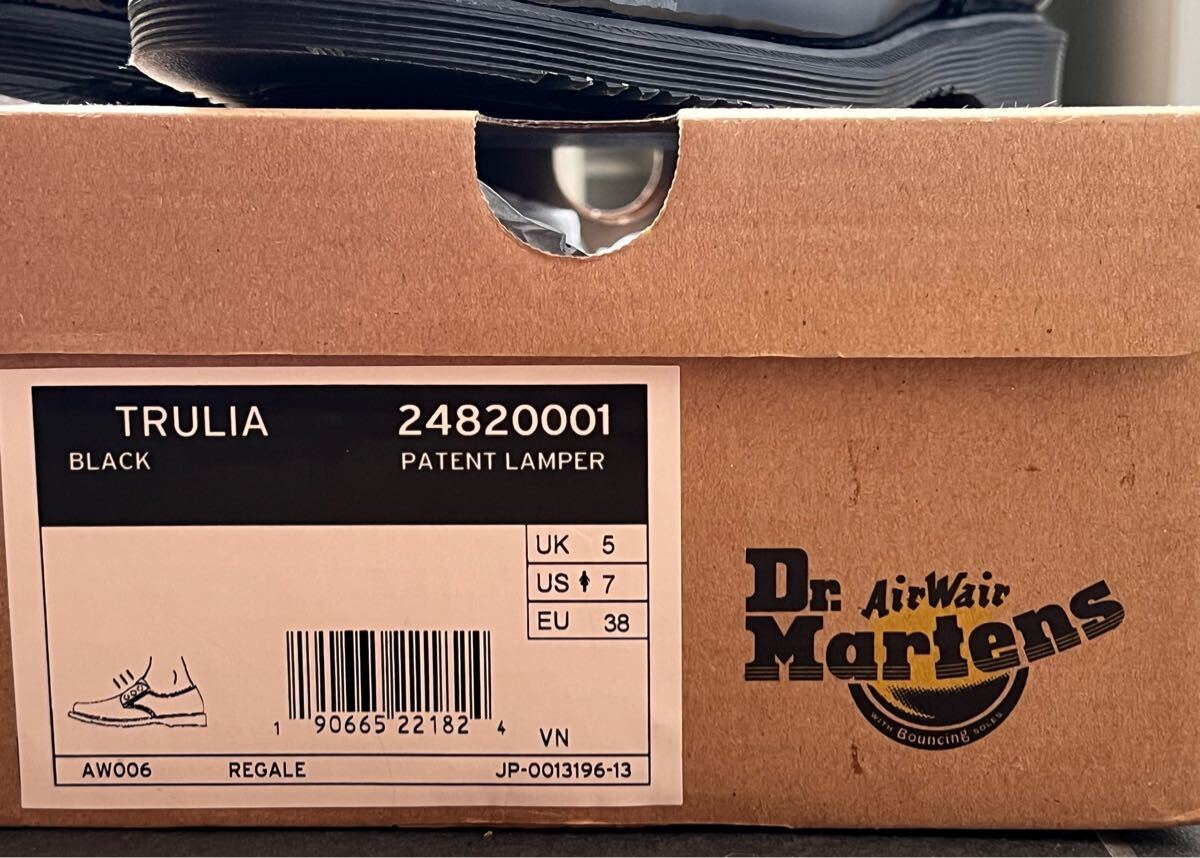 TRULIA 24820001
BLACK PATENT LAMPER
UK 5
US 7
EU 38
1 90665 22182 4
VN
AW006 REGALE JP-0013196-13
Dr. AirWair
Martens
WITH Bouncing SOLES